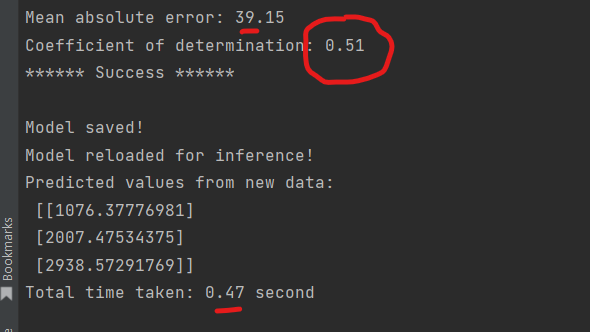 Mean absolute error: 39.15
Coefficient of determination: 0.51
****** Success ******
Model saved!
Model reloaded for inference!
Predicted values from new data:
[[1076.37776981]
[2007.47534375]
[2938.57291769]]
Total time taken: 0.47 second
Bookmarks